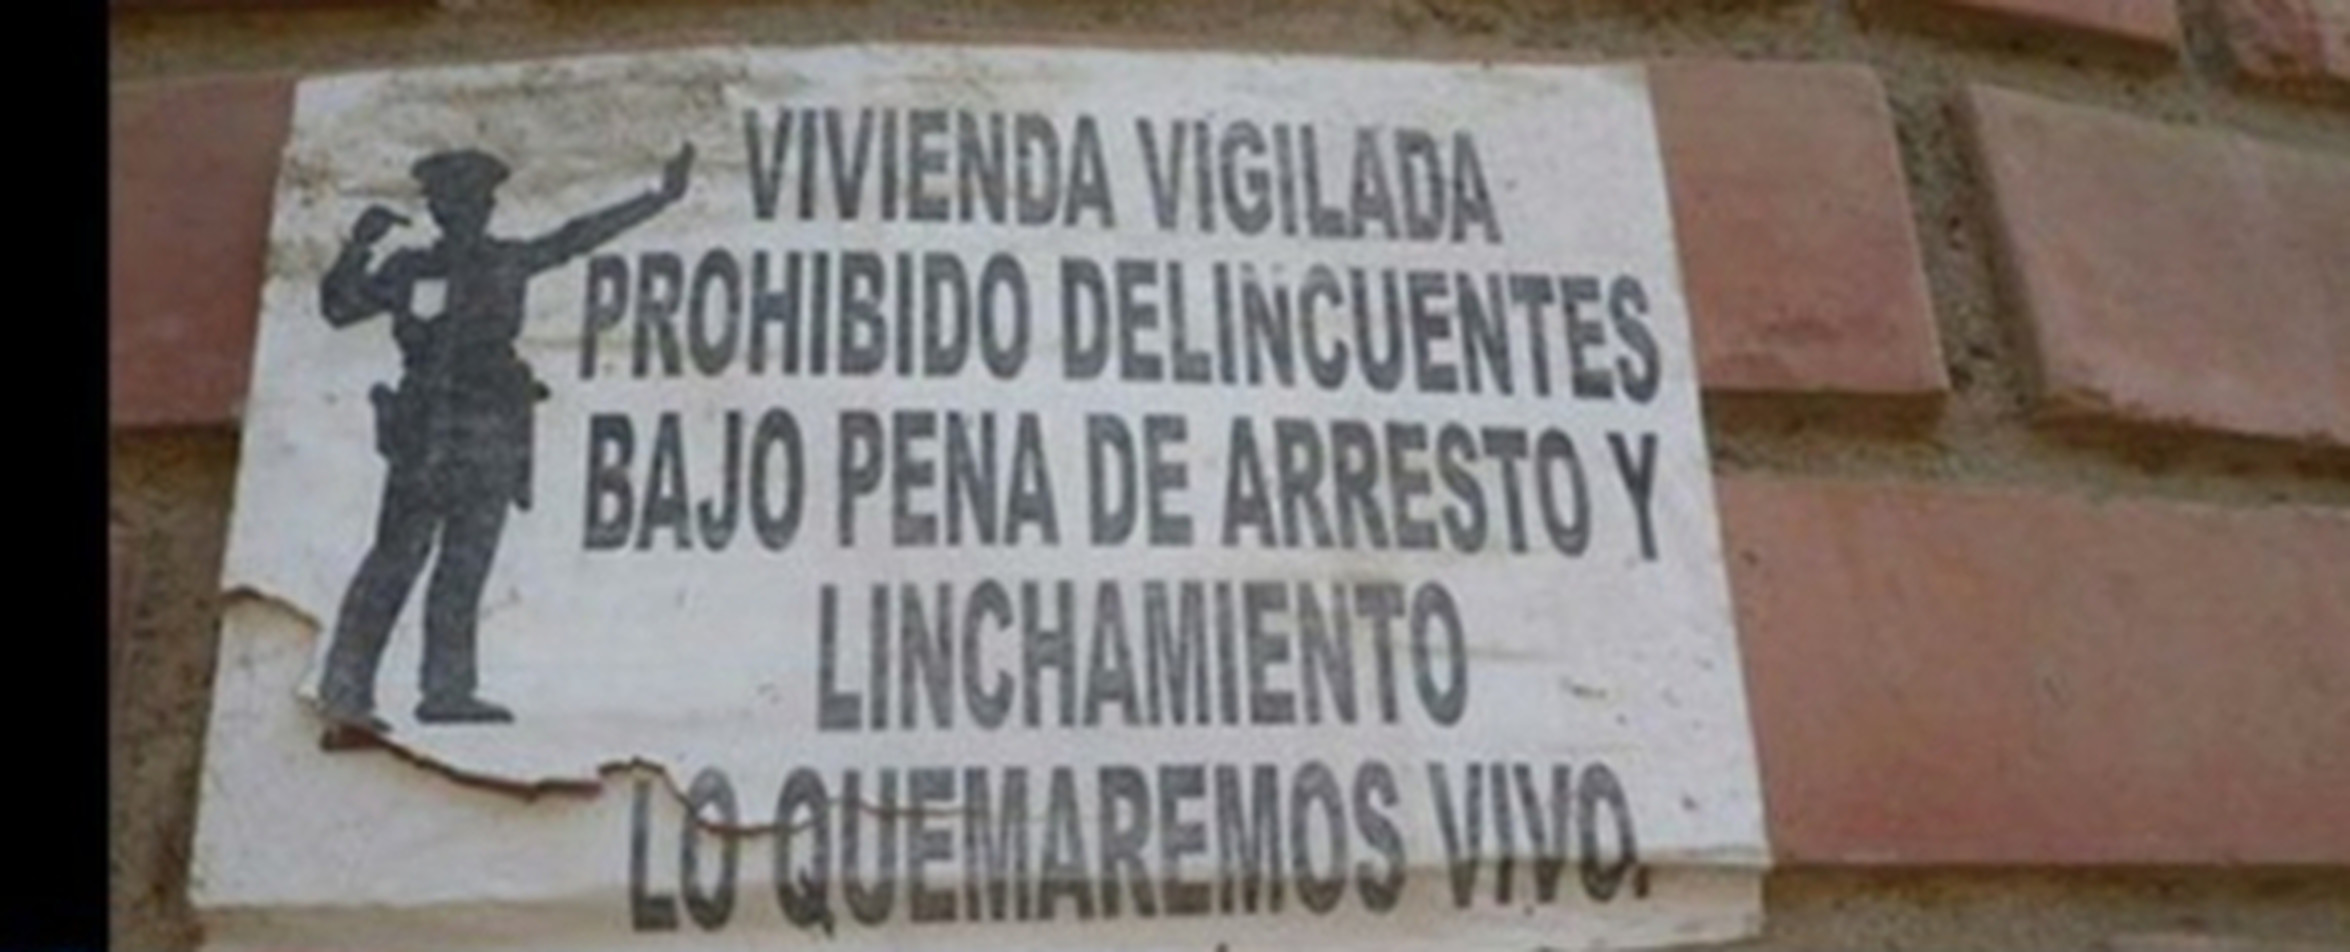 VIVIENDA VIGILADA
PROHIBIDO DELINCUENTES
BAJO PENA DE ARRESTO Y
LINCHAMIENTO
LO QUEMAREMOS VIVO.